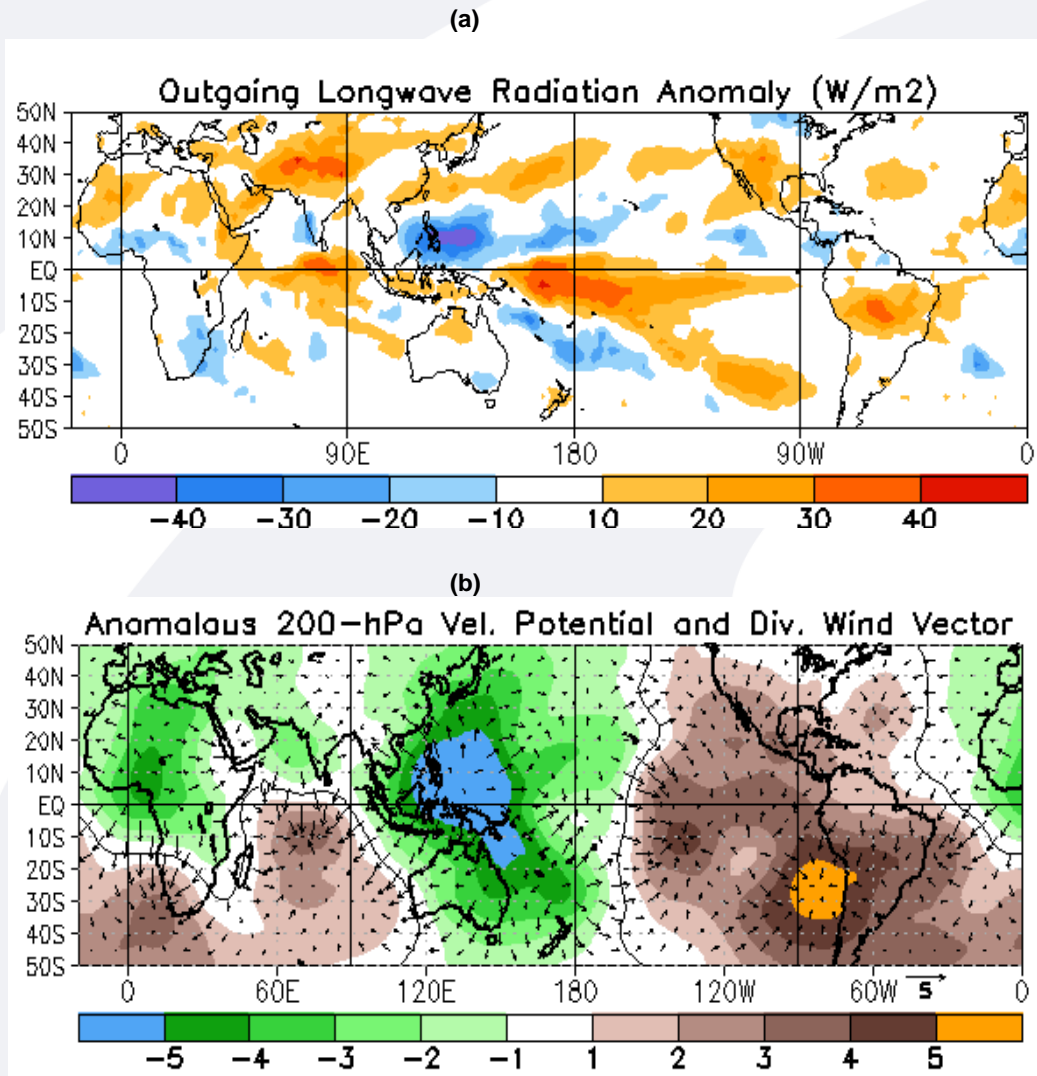 (a)
Outgoing Longwave Radiation Anomaly (W/m2)
50N
40N
30N
20N
10N
EQ
10S
20S
30S
40S
50S
0 90E 180 90W 0
-40 -30 -20 -10 10 20 30 40
(b)
Anamalaus 200-hPa Vel. Potential and Div. Wind Vector
50N
40N
30N
20N
10N
EQ
10S
20S
30S
40S
50S
0 60E 120E 180 120W 60W 5 0
-5 -4 -3 -2 -1 1 2 3 4 5